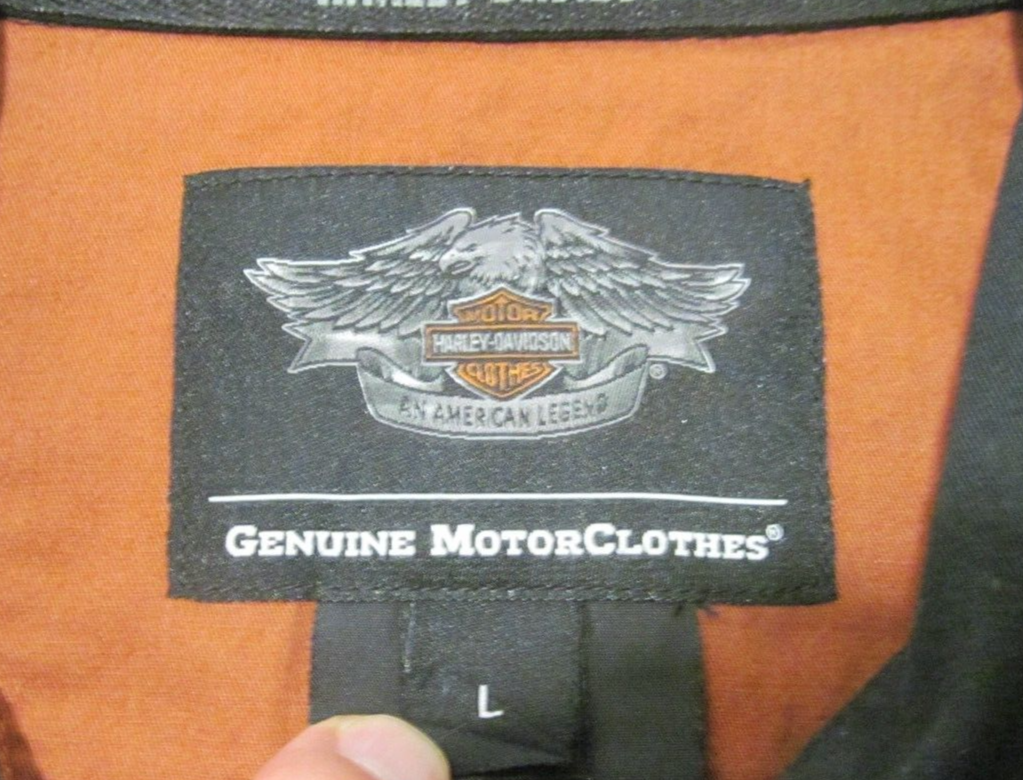 MOTOR
HARLEY-DAVIDSON
CLOTHES
®
AN AMERICAN LEGEND
GENUINE MOTORCLOTHES®
L